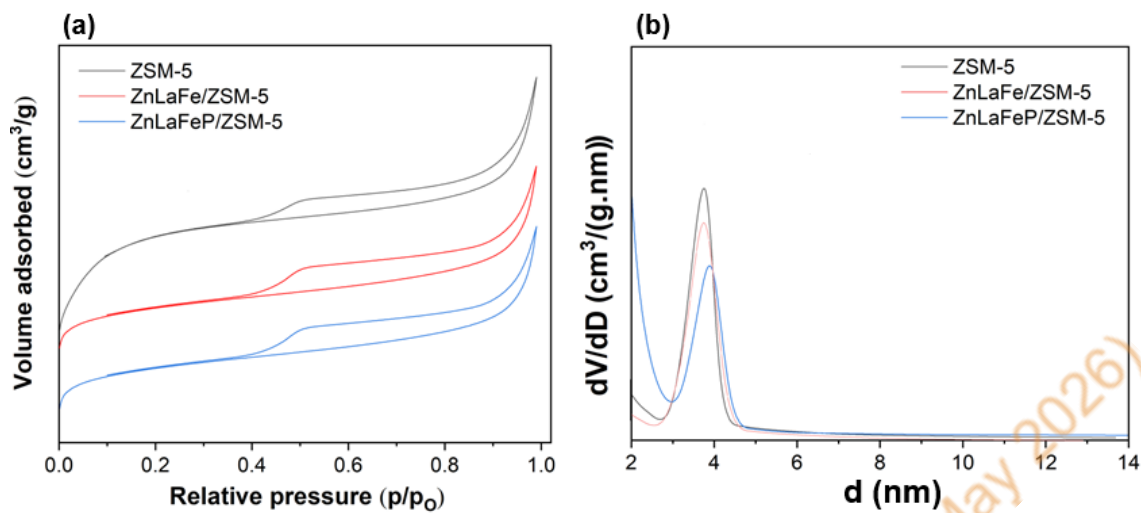 (a)
ZSM-5
ZnLaFe/ZSM-5
ZnLaFeP/ZSM-5
Volume adsorbed (cm³/g)
0.0 0.2 0.4 0.6 0.8 1.0
Relative pressure (p/pO)
(b)
ZSM-5
ZnLaFe/ZSM-5
ZnLaFeP/ZSM-5
dV/dD (cm³/(g.nm))
2 4 6 8 10 12 14
d (nm)
May 2026)